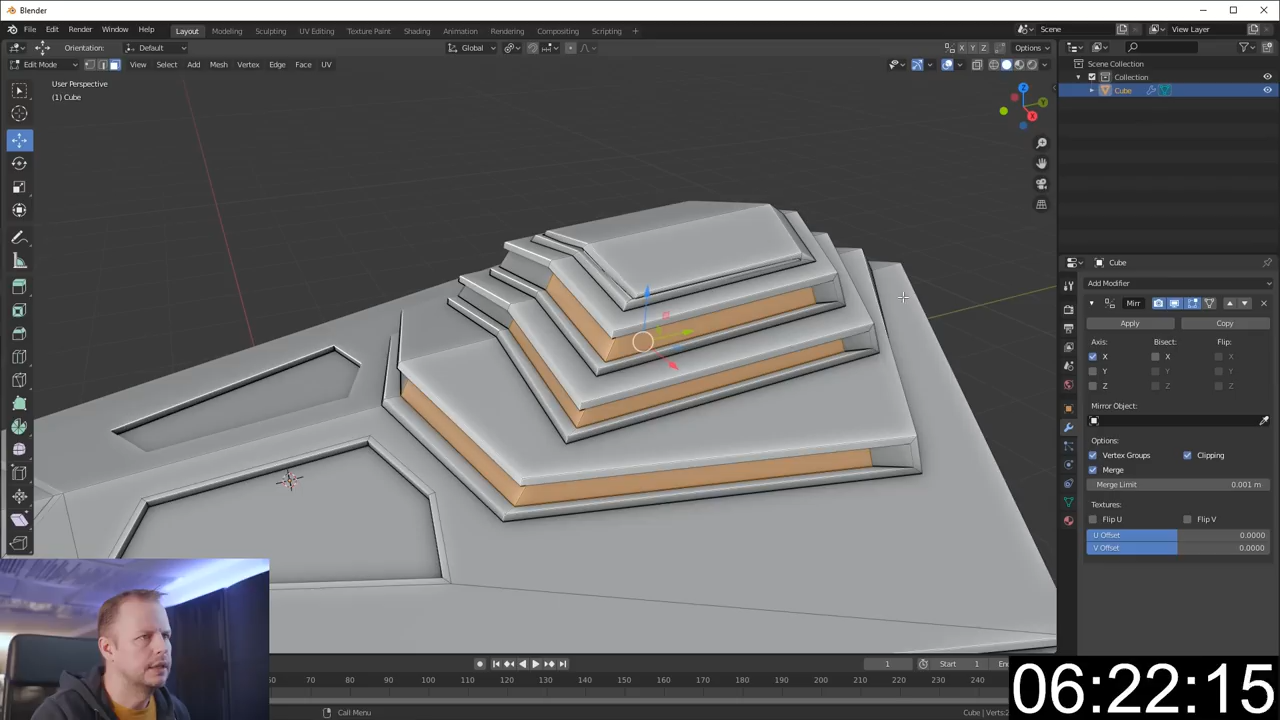 Blender
File Edit Render Window Help Layout Modeling Sculpting UV Editing Texture Paint Shading Animation Rendering Compositing Scripting + Scene View Layer
Orientation: Default Global X Y Z Options
Edit Mode View Select Add Mesh Vertex Edge Face UV
User Perspective
(1) Cube
Scene Collection
Collection
Cube
Z
Y
X
Cube
Add Modifier
Mirr
Apply Copy
Axis: Bisect: Flip:
X X X
Y Y Y
Z Z Z
Mirror Object:
Options:
Vertex Groups Clipping
Merge
Merge Limit 0.001 m
Textures:
Flip U Flip V
U Offset 0.0000
V Offset 0.0000
1 Start 1
60 70 80 90 100 110 120 130 140 150 160 170 180 190 200 210 220 230 240
Call Menu
Cube | Verts:
06:22:15